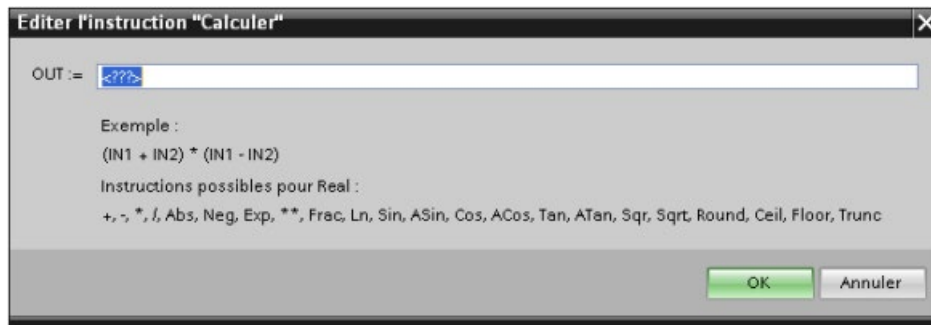 Editer l'instruction "Calculer"
OUT := <???>
Exemple :
(IN1 + IN2) * (IN1 - IN2)
Instructions possibles pour Real :
+, -, *, /, Abs, Neg, Exp, **, Frac, Ln, Sin, ASin, Cos, ACos, Tan, ATan, Sqr, Sqrt, Round, Ceil, Floor, Trunc
OK Annuler